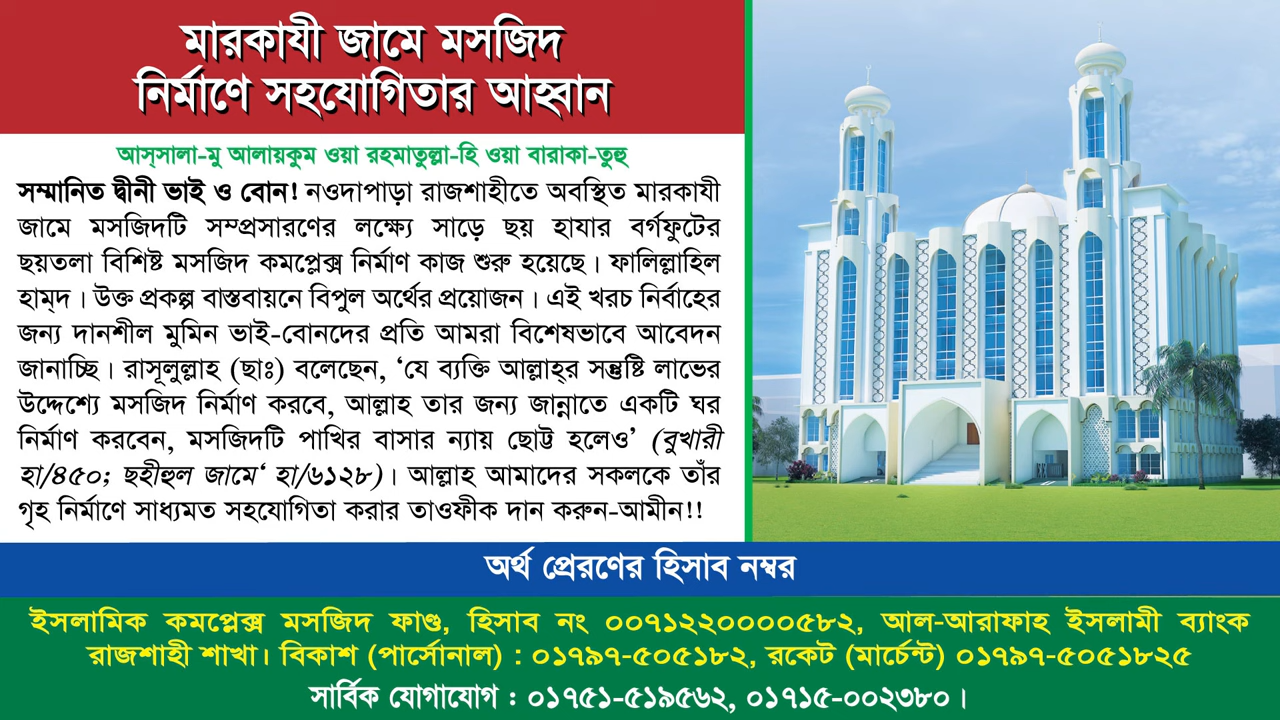 মারকাযী জামে মসজিদ
নির্মাণে সহযোগিতার আহ্বান
আস্সালা-মু আলায়কুম ওয়া রহমাতুল্লা-হি ওয়া বারাকা-তুহু
সম্মানিত দ্বীনী ভাই ও বোন! নওদাপাড়া রাজশাহীতে অবস্থিত মারকাযী
জামে মসজিদটি সম্প্রসারণের লক্ষ্যে সাড়ে ছয় হাযার বর্গফুটের
ছয়তলা বিশিষ্ট মসজিদ কমপ্লেক্স নির্মাণ কাজ শুরু হয়েছে। ফালিল্লাহিল
হাম্দ। উক্ত প্রকল্প বাস্তবায়নে বিপুল অর্থের প্রয়োজন। এই খরচ নির্বাহের
জন্য দানশীল মুমিন ভাই-বোনদের প্রতি আমরা বিশেষভাবে আবেদন
জানাচ্ছি। রাসূলুল্লাহ (ছাঃ) বলেছেন, ‘যে ব্যক্তি আল্লাহ্‌র সন্তুষ্টি লাভের
উদ্দেশ্যে মসজিদ নির্মাণ করবে, আল্লাহ তার জন্য জান্নাতে একটি ঘর
নির্মাণ করবেন, মসজিদটি পাখির বাসার ন্যায় ছোট্ট হলেও’ (বুখারী
হা/৪৫০; ছহীহুল জামে‘ হা/৬১২৮)। আল্লাহ আমাদের সকলকে তাঁর
গৃহ নির্মাণে সাধ্যমত সহযোগিতা করার তাওফীক দান করুন-আমীন!!
অর্থ প্রেরণের হিসাব নম্বর
ইসলামিক কমপ্লেক্স মসজিদ ফাণ্ড, হিসাব নং ০০৭১২২০০০০৫৮২, আল-আরাফাহ ইসলামী ব্যাংক
রাজশাহী শাখা। বিকাশ (পার্সোনাল) : ০১৭৯৭-৫০৫১৮২, রকেট (মার্চেন্ট) ০১৭৯৭-৫০৫১৮২৫
সার্বিক যোগাযোগ : ০১৭৫১-৫১৯৫৬২, ০১৭১৫-০০২৩৮০।